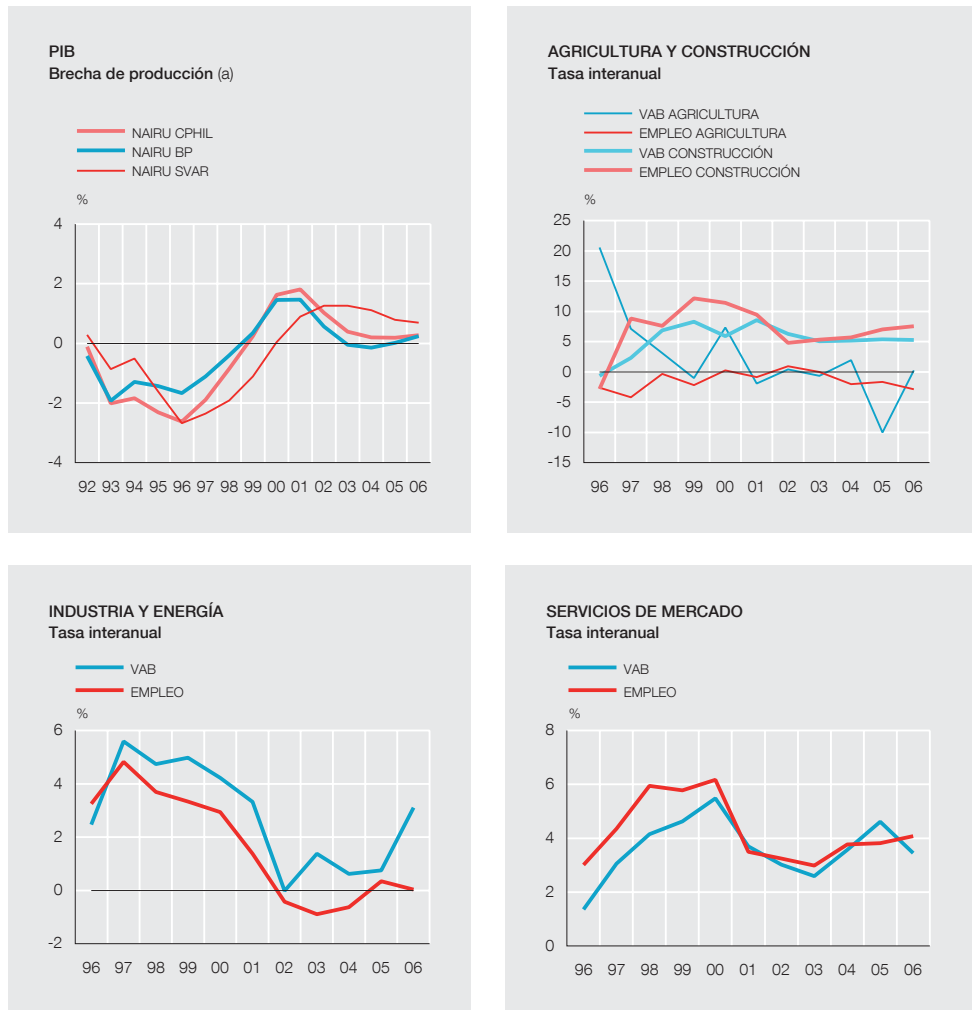 PIB
Brecha de producción (a)
NAIRU CPHIL
NAIRU BP
NAIRU SVAR
%
4
2
0
-2
-4
92 93 94 95 96 97 98 99 00 01 02 03 04 05 06
AGRICULTURA Y CONSTRUCCIÓN
Tasa interanual
VAB AGRICULTURA
EMPLEO AGRICULTURA
VAB CONSTRUCCIÓN
EMPLEO CONSTRUCCIÓN
%
25
20
15
10
5
0
-5
-10
-15
96 97 98 99 00 01 02 03 04 05 06
INDUSTRIA Y ENERGÍA
Tasa interanual
VAB
EMPLEO
%
6
4
2
0
-2
96 97 98 99 00 01 02 03 04 05 06
SERVICIOS DE MERCADO
Tasa interanual
VAB
EMPLEO
%
8
6
4
2
0
96 97 98 99 00 01 02 03 04 05 06